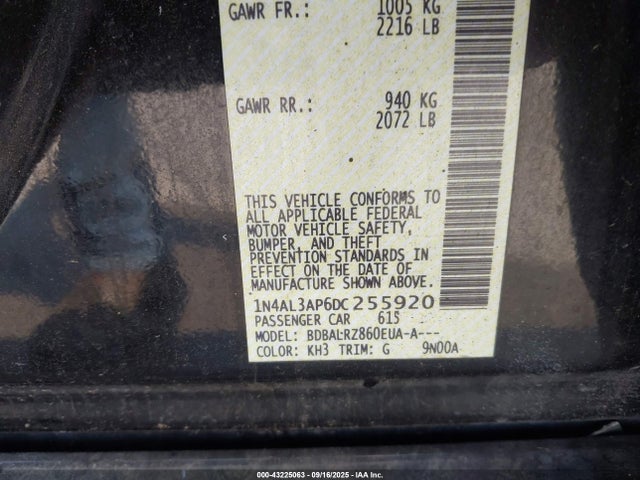 GAWR FR.: 1005 KG
2216 LB
GAWR RR.: 940 KG
2072 LB
THIS VEHICLE CONFORMS TO
ALL APPLICABLE FEDERAL
MOTOR VEHICLE SAFETY,
BUMPER, AND THEFT
PREVENTION STANDARDS IN
EFFECT ON THE DATE OF
MANUFACTURE SHOWN ABOVE.
1N4AL3AP6DC255920
PASSENGER CAR 615
MODEL: BDBALRZ860EUA-A---
COLOR: KH3 TRIM: G 9N00A
000-43225063 - 09/16/2025 - IAA Inc.